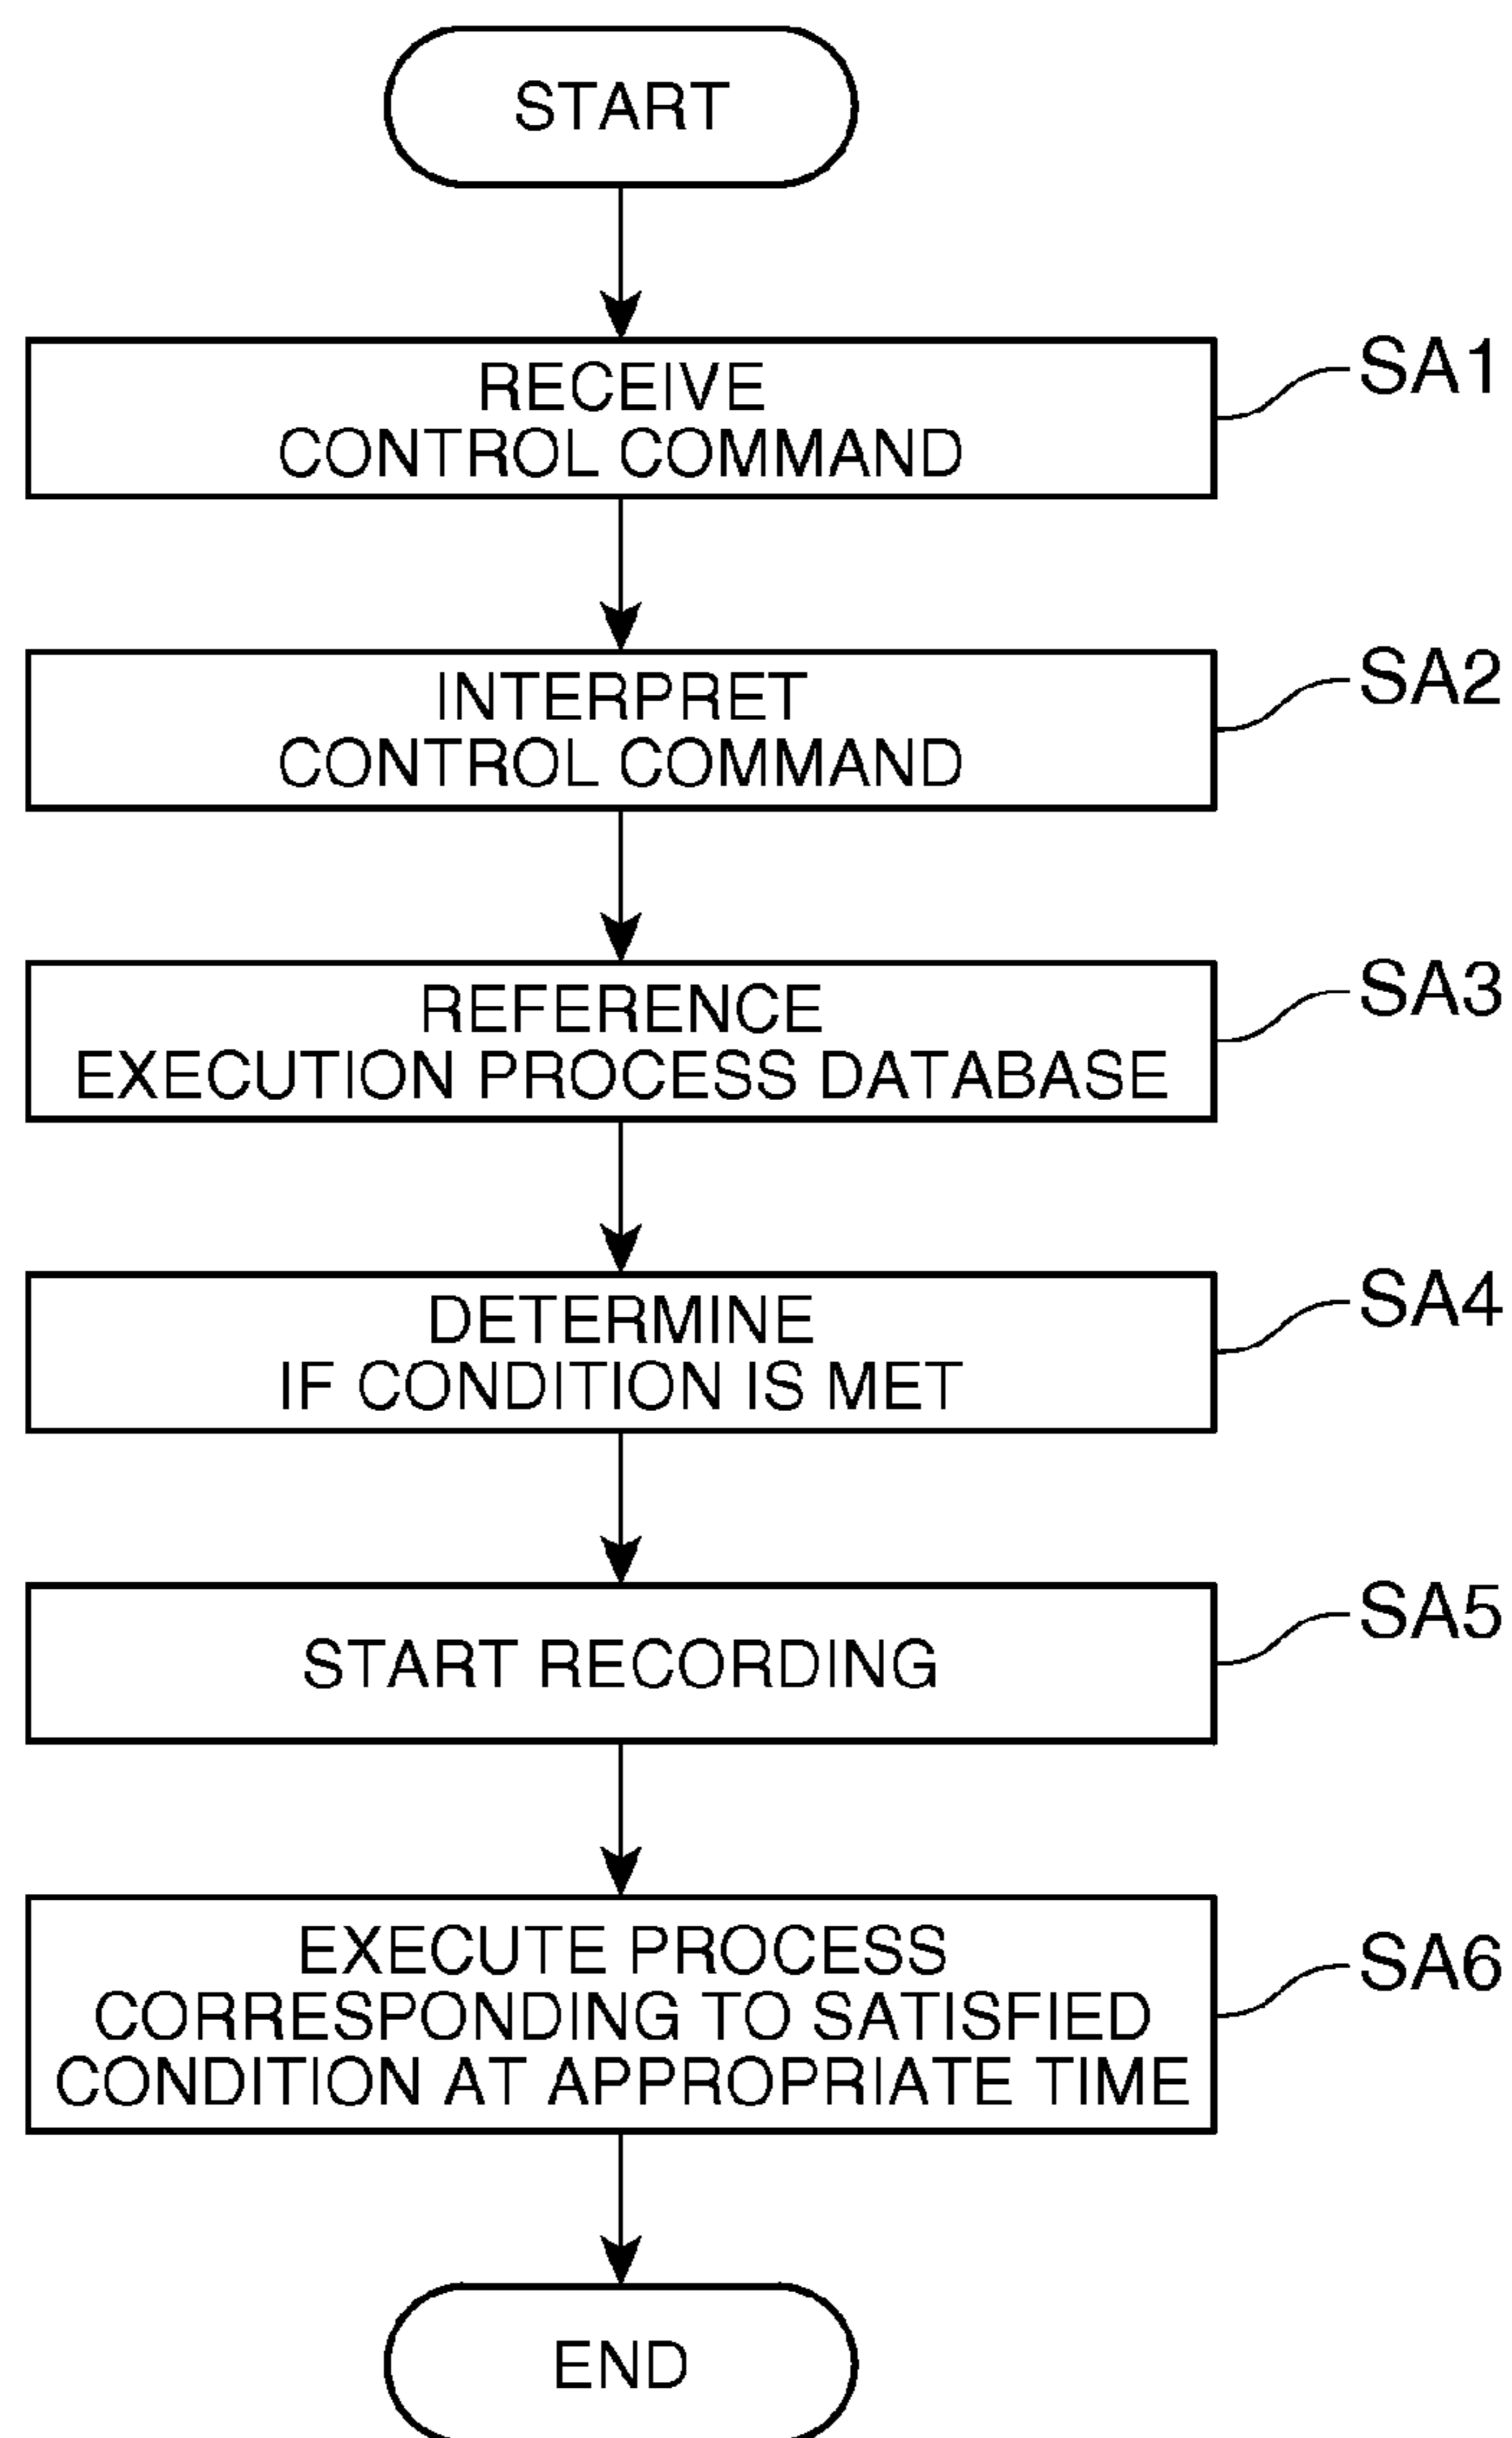 START
RECEIVE
CONTROL COMMAND
SA1
INTERPRET
CONTROL COMMAND
SA2
REFERENCE
EXECUTION PROCESS DATABASE
SA3
DETERMINE
IF CONDITION IS MET
SA4
START RECORDING
SA5
EXECUTE PROCESS
CORRESPONDING TO SATISFIED
CONDITION AT APPROPRIATE TIME
SA6
END